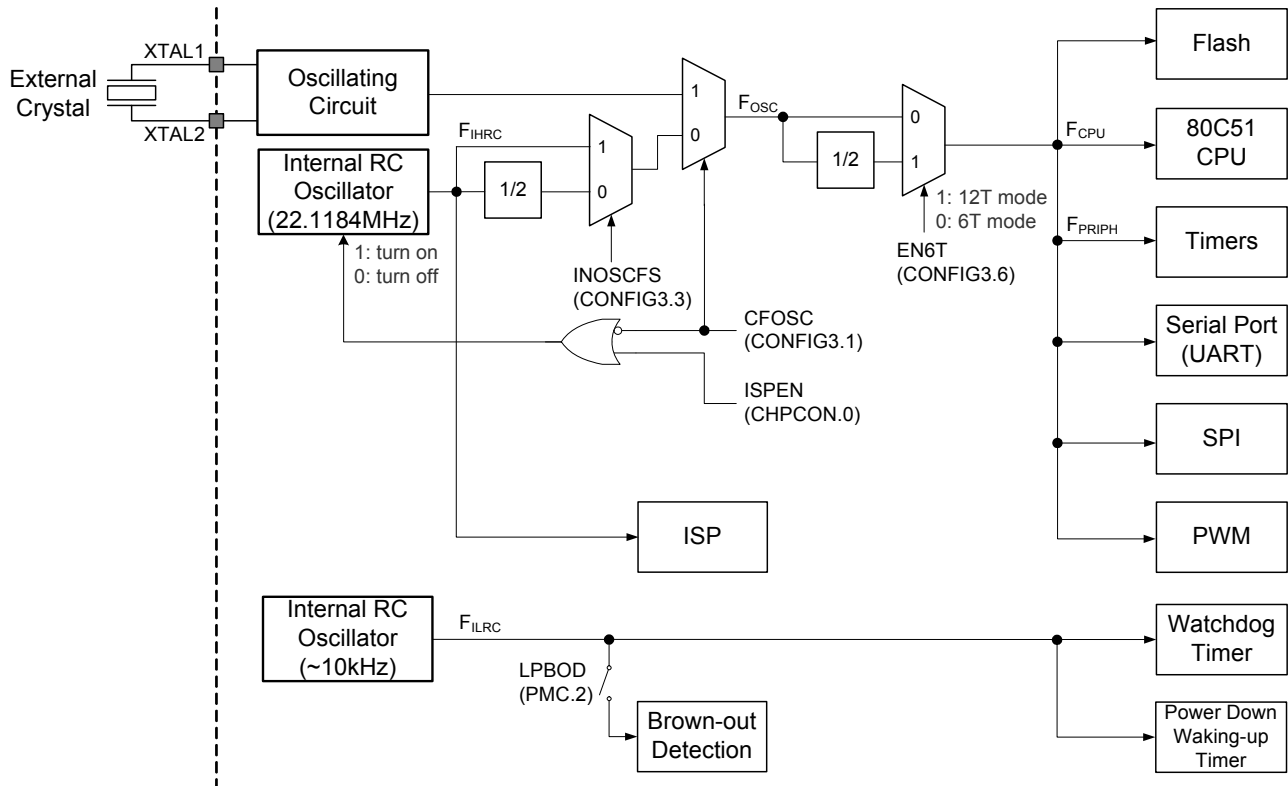 External
Crystal
XTAL1
XTAL2
Oscillating
Circuit
Internal RC
Oscillator
(22.1184MHz)
1: turn on
0: turn off
FIHRC
1/2
1
0
INOSCFS
(CONFIG3.3)
1
0
CFOSC
(CONFIG3.1)
ISPEN
(CHPCON.0)
FOSC
1/2
0
1
1: 12T mode
0: 6T mode
EN6T
(CONFIG3.6)
FCPU
FPRIPH
Flash
80C51
CPU
Timers
Serial Port
(UART)
SPI
PWM
ISP
Internal RC
Oscillator
(~10kHz)
FILRC
LPBOD
(PMC.2)
Brown-out
Detection
Watchdog
Timer
Power Down
Waking-up
Timer